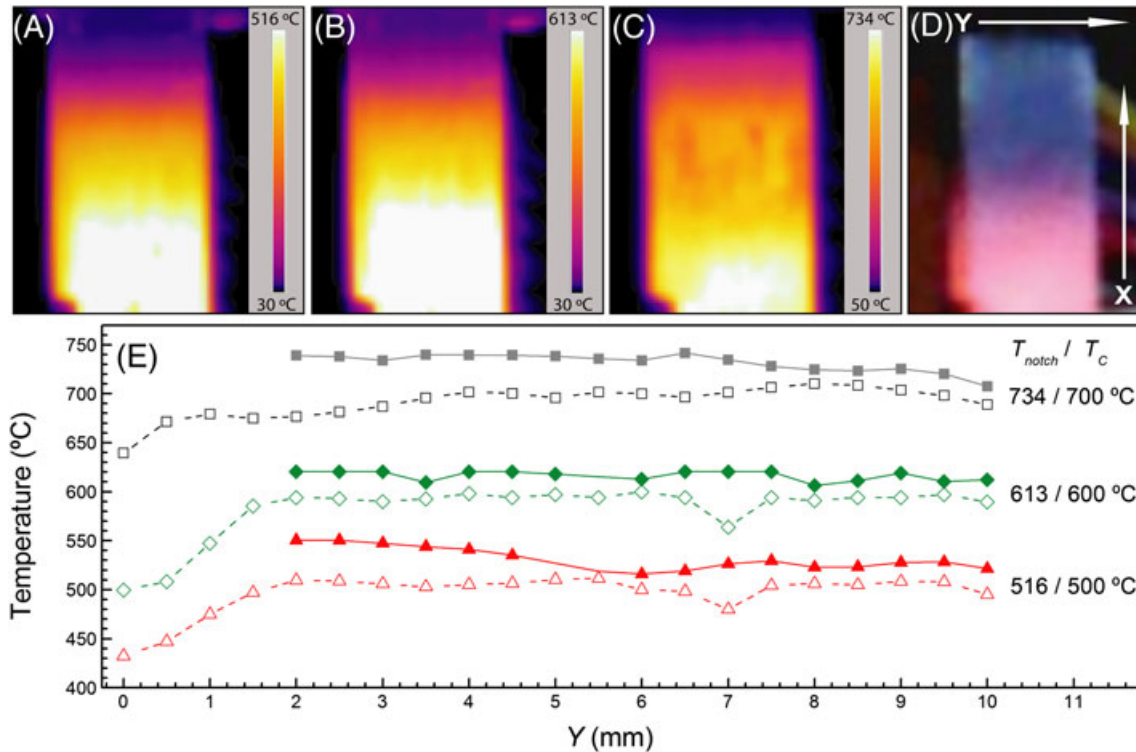 (A)
516 ºC
30 ºC
(B)
613 ºC
30 ºC
(C)
734 ºC
50 ºC
(D)
Y
X
(E)
T_notch / T_C
734 / 700 ºC
613 / 600 ºC
516 / 500 ºC
Temperature (ºC)
750
700
650
600
550
500
450
400
0 1 2 3 4 5 6 7 8 9 10 11
Y (mm)